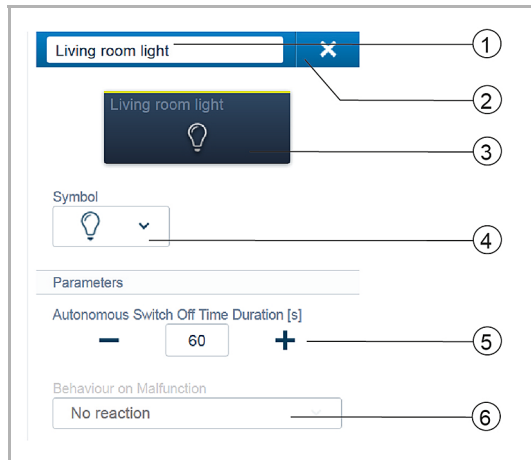 Living room light
1
2
Living room light
3
Symbol
4
Parameters
Autonomous Switch Off Time Duration [s]
60
5
Behaviour on Malfunction
No reaction
6